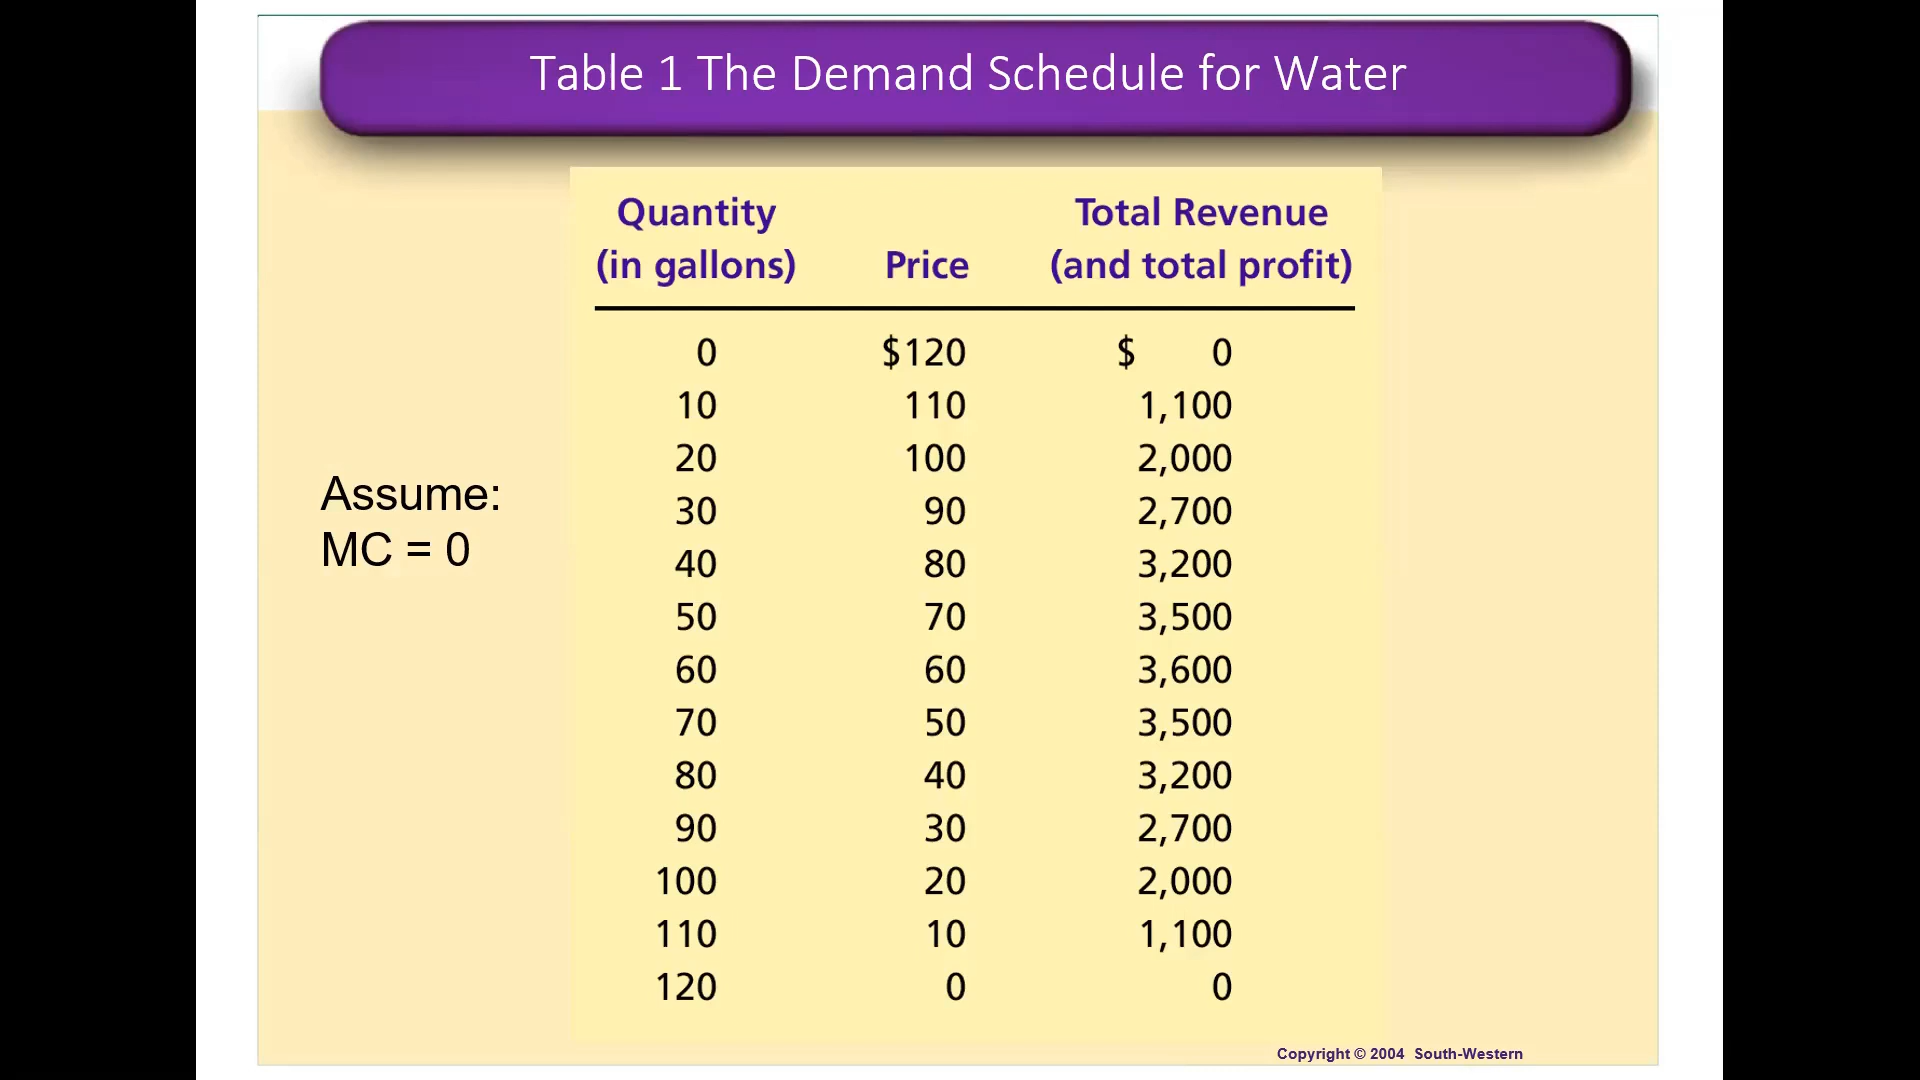 Table 1 The Demand Schedule for Water
Quantity Total Revenue
(in gallons) Price (and total profit)
0 $120 $ 0
10 110 1,100
20 100 2,000
30 90 2,700
40 80 3,200
50 70 3,500
60 60 3,600
70 50 3,500
80 40 3,200
90 30 2,700
100 20 2,000
110 10 1,100
120 0 0
Assume:
MC = 0
Copyright © 2004 South-Western